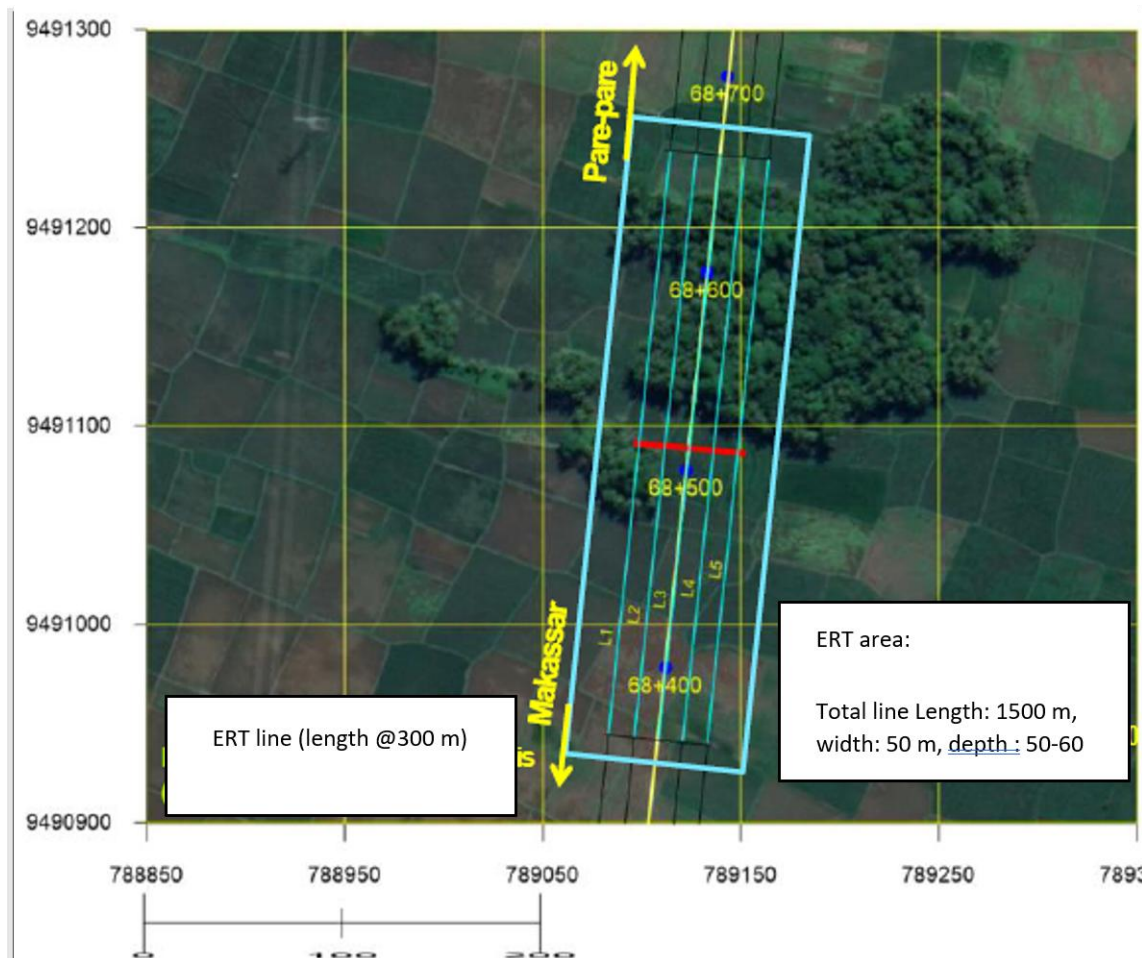 9491300
Pare-pare
68+700
9491200
68+600
9491100
68+500
L5
L4
L3
L2
L1
9491000
Makassar
68+400
ERT area:
Total line Length: 1500 m,
width: 50 m, depth : 50-60
ERT line (length @300 m)
is
9490900
788850
788950
789050
789150
789250